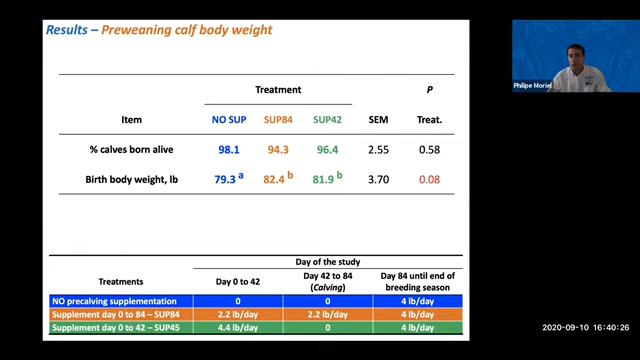 Results – Preweaning calf body weight
Philipe Moriel
Treatment P
Item NO SUP SUP84 SUP42 SEM Treat.
% calves born alive 98.1 94.3 96.4 2.55 0.58
Birth body weight, lb 79.3 a 82.4 b 81.9 b 3.70 0.08
Day of the study
Treatments Day 0 to 42 Day 42 to 84 (Calving) Day 84 until end of breeding season
NO precalving supplementation 0 0 4 lb/day
Supplement day 0 to 84 – SUP84 2.2 lb/day 2.2 lb/day 4 lb/day
Supplement day 0 to 42 – SUP45 4.4 lb/day 0 4 lb/day
2020-09-10 16:40:26